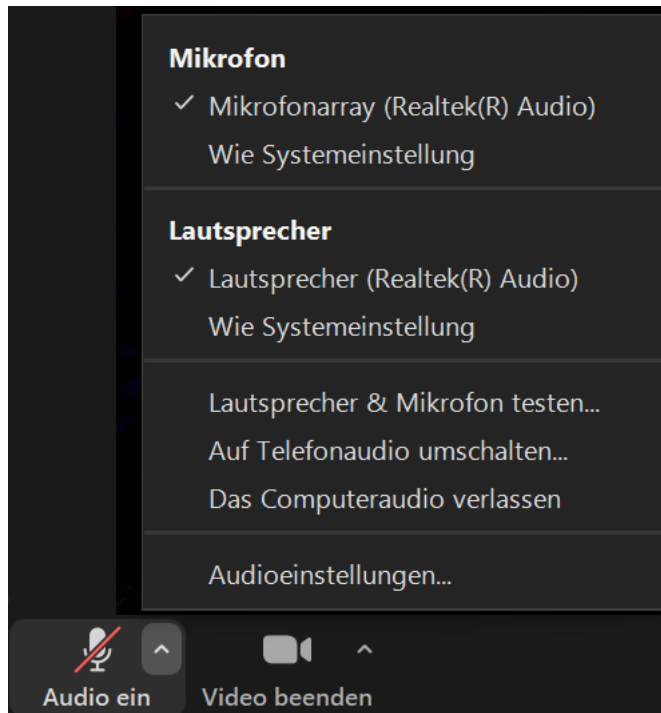 Mikrofon
Mikrofonarray (Realtek(R) Audio)
Wie Systemeinstellung
Lautsprecher
Lautsprecher (Realtek(R) Audio)
Wie Systemeinstellung
Lautsprecher & Mikrofon testen...
Auf Telefonaudio umschalten...
Das Computeraudio verlassen
Audioeinstellungen...
Audio ein Video beenden